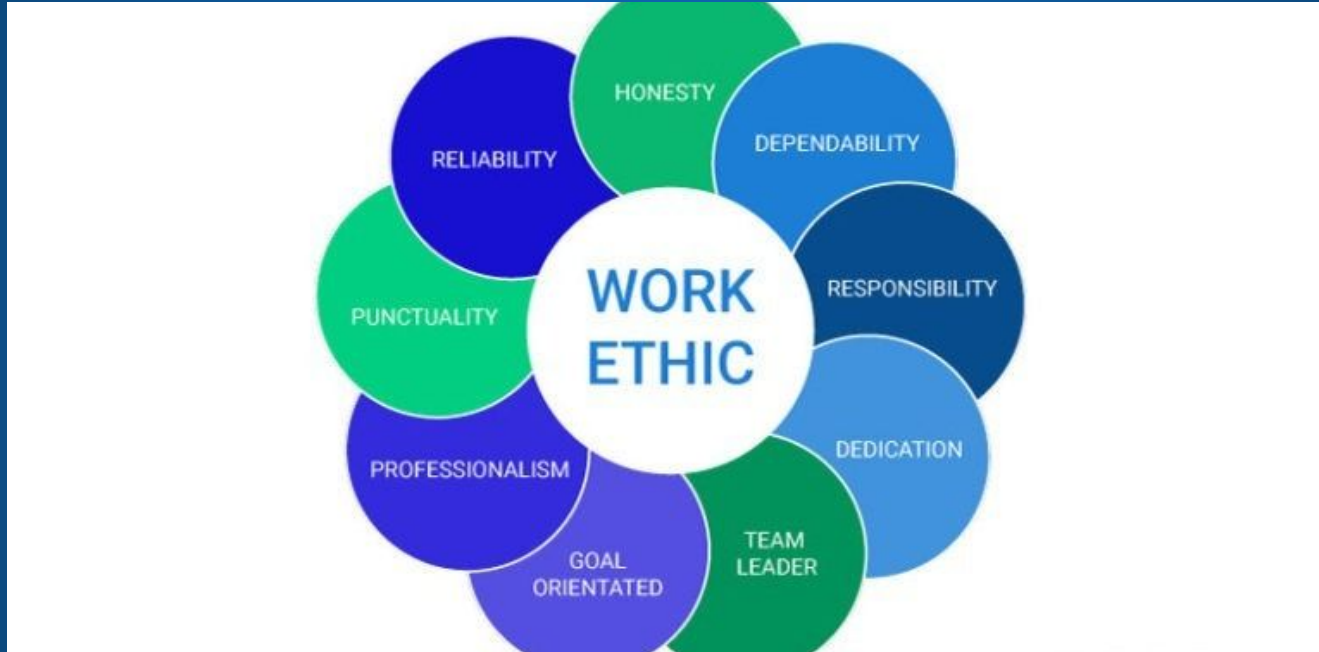 HONESTY
DEPENDABILITY
RELIABILITY
WORK
ETHIC
RESPONSIBILITY
PUNCTUALITY
DEDICATION
PROFESSIONALISM
TEAM
LEADER
GOAL
ORIENTATED